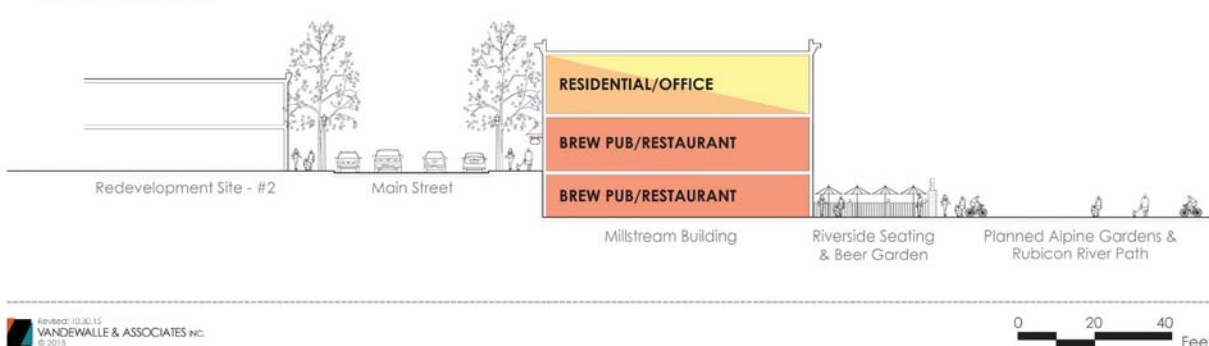 RESIDENTIAL/OFFICE
BREW PUB/RESTAURANT
BREW PUB/RESTAURANT
Redevelopment Site - #2
Main Street
Millstream Building
Riverside Seating
& Beer Garden
Planned Alpine Gardens &
Rubicon River Path
Revised: 10.30.15
VANDEWALLE & ASSOCIATES INC.
© 2015
0 20 40
Feet